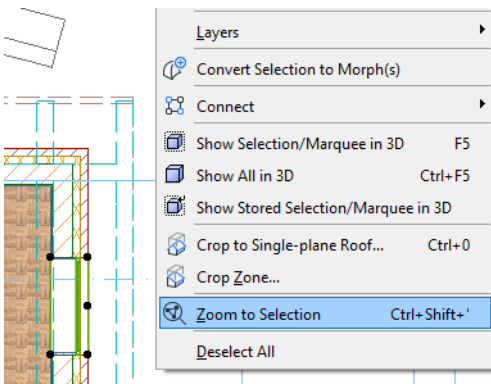 Layers
Convert Selection to Morph(s)
Connect
Show Selection/Marquee in 3D F5
Show All in 3D Ctrl+F5
Show Stored Selection/Marquee in 3D
Crop to Single-plane Roof... Ctrl+0
Crop Zone...
Zoom to Selection Ctrl+Shift+'
Deselect All